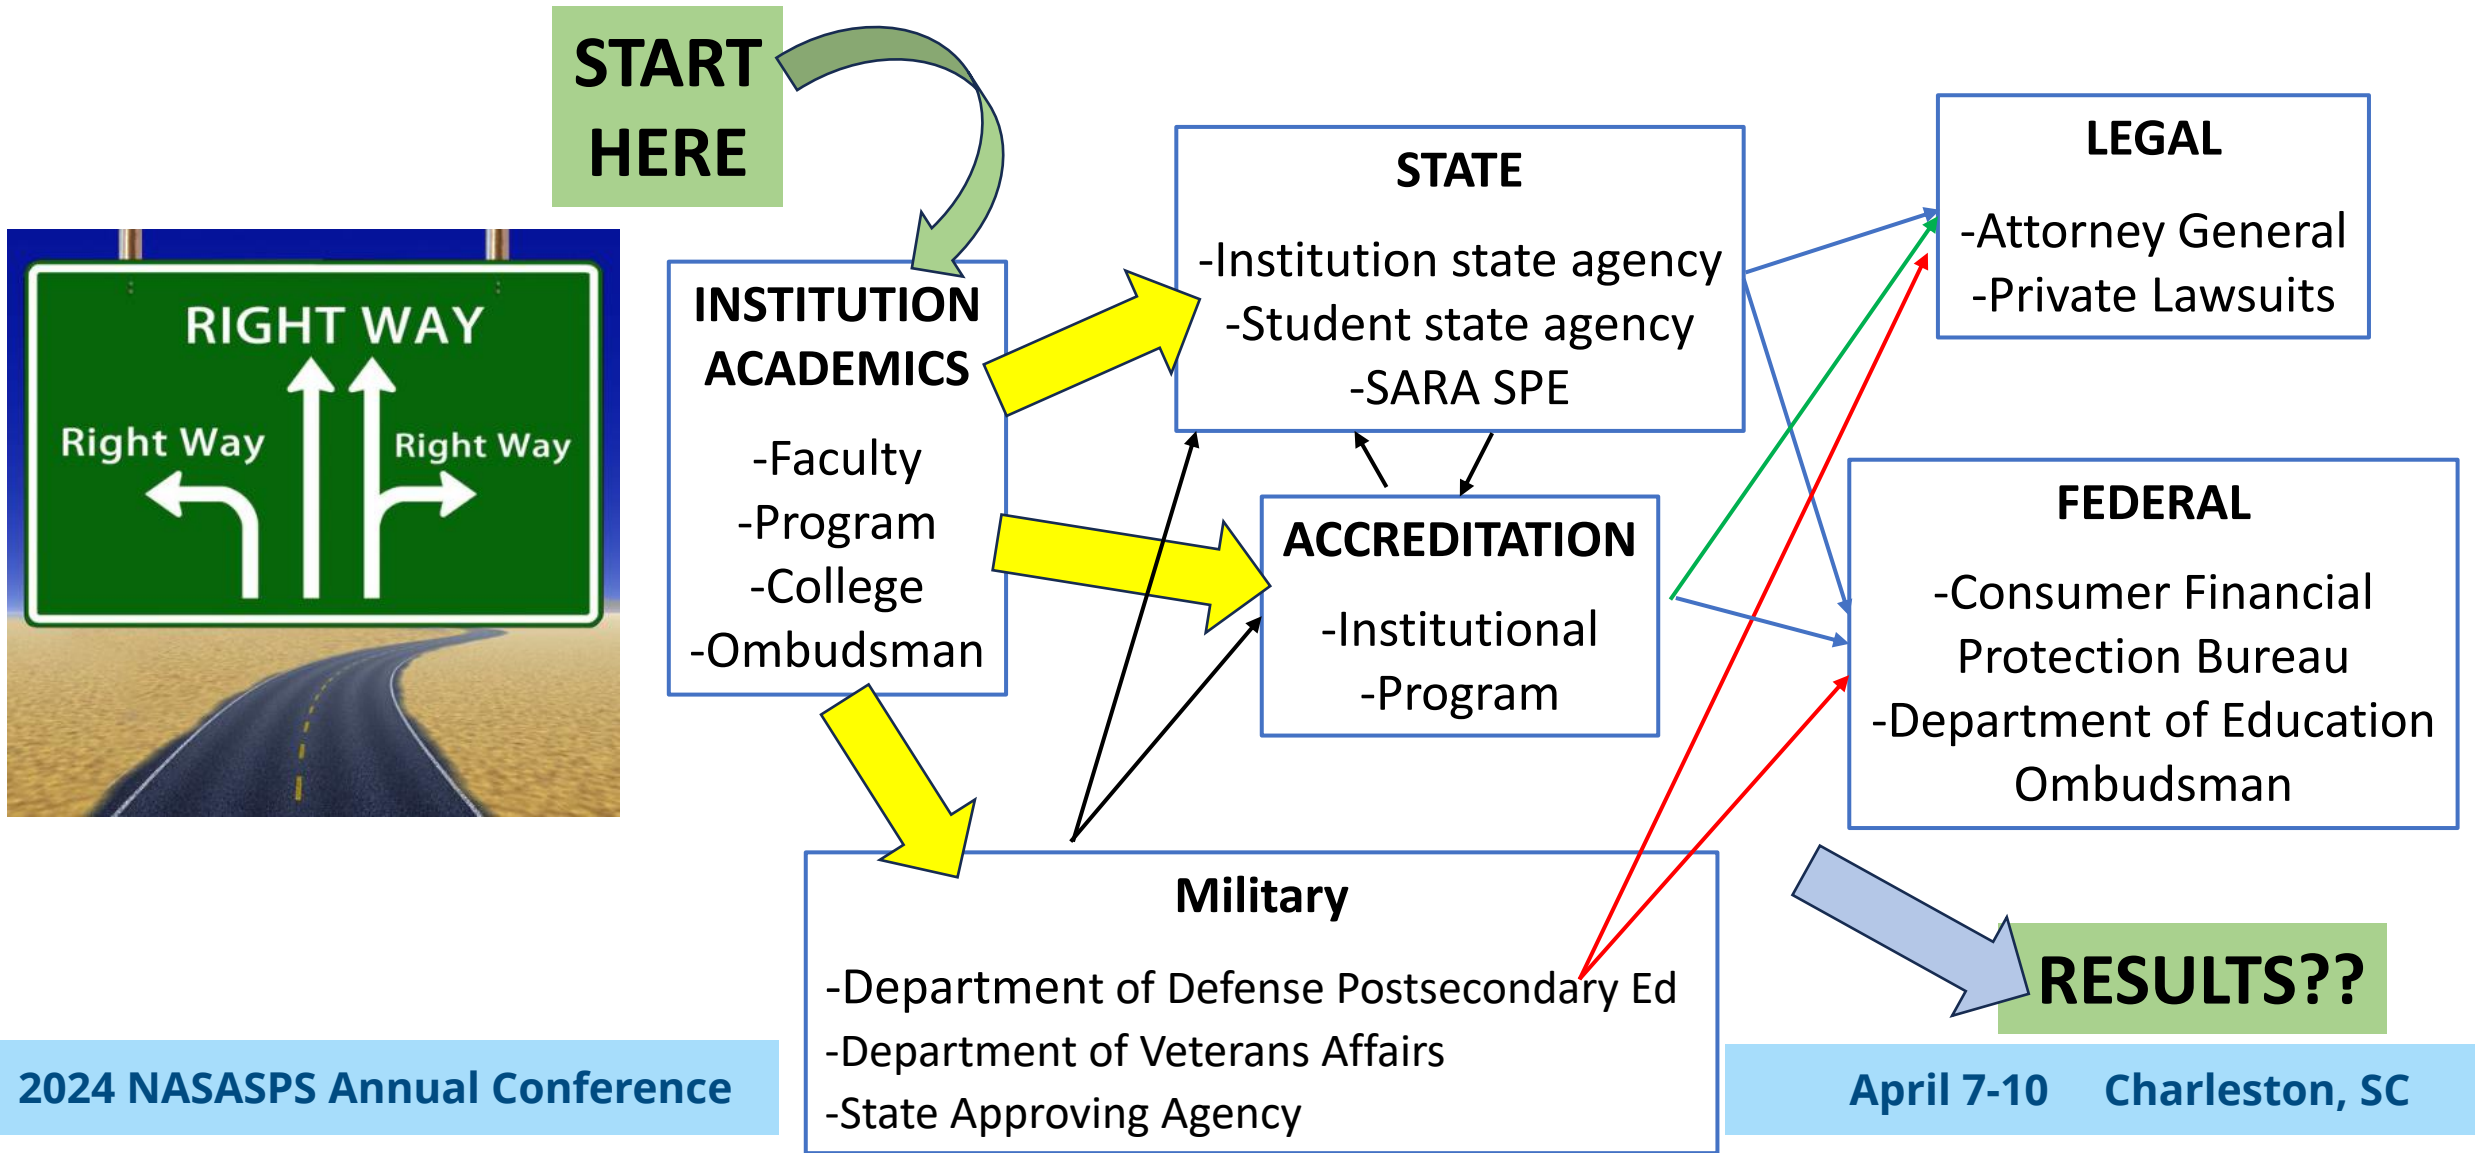 START
HERE
RIGHT WAY
Right Way
Right Way
INSTITUTION
ACADEMICS
-Faculty
-Program
-College
-Ombudsman
STATE
-Institution state agency
-Student state agency
-SARA SPE
ACCREDITATION
-Institutional
-Program
LEGAL
-Attorney General
-Private Lawsuits
FEDERAL
-Consumer Financial
Protection Bureau
-Department of Education
Ombudsman
Military
-Department of Defense Postsecondary Ed
-Department of Veterans Affairs
-State Approving Agency
RESULTS??
2024 NASASPS Annual Conference
April 7-10 Charleston, SC